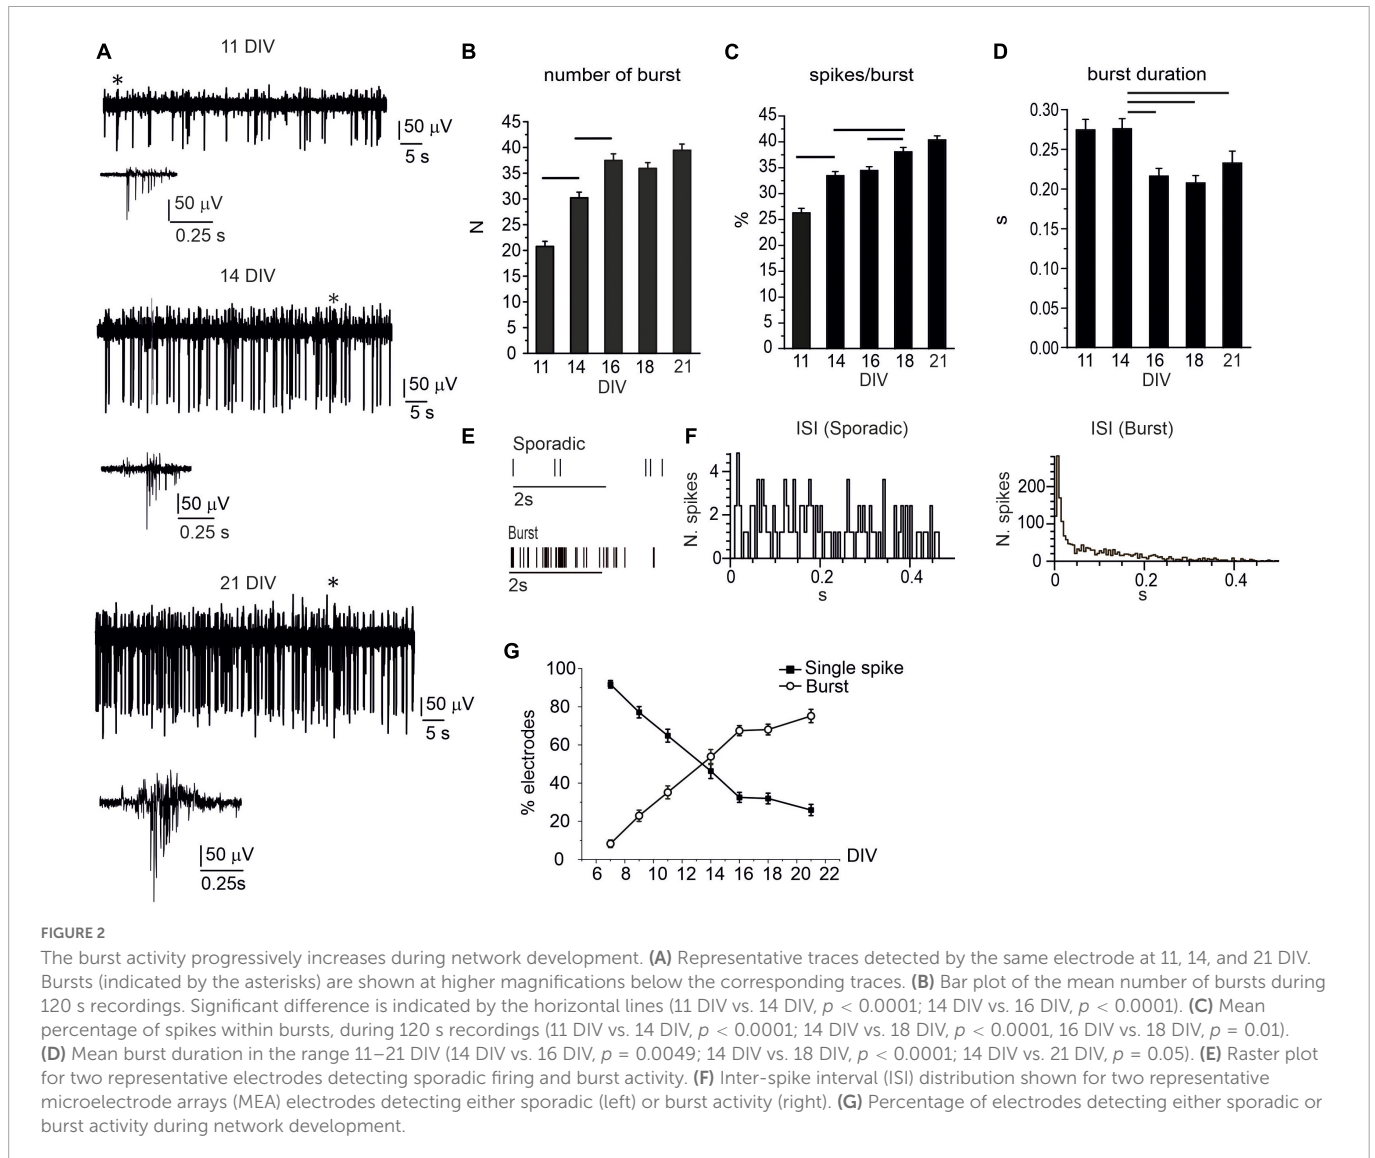 A
11 DIV
*
50 µV
5 s
50 µV
0.25 s
14 DIV
*
50 µV
5 s
50 µV
0.25 s
21 DIV
*
50 µV
5 s
50 µV
0.25s
B
number of burst
45
40
35
30
25
20
15
10
5
0
N
11 14 16 18 21
DIV
C
spikes/burst
45
40
35
30
25
40
35
30
25
0
%
11 14 16 18 21
DIV
D
burst duration
0.30
0.25
0.20
0.15
0.10
0.05
0.00
s
11 14 16 18 21
DIV
E
Sporadic
2s
Burst
2s
F
ISI (Sporadic)
N. spikes
4
2
0
0 0.2 0.4
s
ISI (Burst)
N. spikes
200
100
0
0 0.2 0.4
s
G
Single spike
Burst
% electrodes
100
80
60
40
20
0
6 8 10 12 14 16 18 20 22
DIV
FIGURE 2
The burst activity progressively increases during network development. (A) Representative traces detected by the same electrode at 11, 14, and 21 DIV.
Bursts (indicated by the asterisks) are shown at higher magnifications below the corresponding traces. (B) Bar plot of the mean number of bursts during
120 s recordings. Significant difference is indicated by the horizontal lines (11 DIV vs. 14 DIV, p < 0.0001; 14 DIV vs. 16 DIV, p < 0.0001). (C) Mean
percentage of spikes within bursts, during 120 s recordings (11 DIV vs. 14 DIV, p < 0.0001; 14 DIV vs. 18 DIV, p < 0.0001, 16 DIV vs. 18 DIV, p = 0.01).
(D) Mean burst duration in the range 11–21 DIV (14 DIV vs. 16 DIV, p = 0.0049; 14 DIV vs. 18 DIV, p < 0.0001; 14 DIV vs. 21 DIV, p = 0.05). (E) Raster plot
for two representative electrodes detecting sporadic firing and burst activity. (F) Inter-spike interval (ISI) distribution shown for two representative
microelectrode arrays (MEA) electrodes detecting either sporadic (left) or burst activity (right). (G) Percentage of electrodes detecting either sporadic or
burst activity during network development.